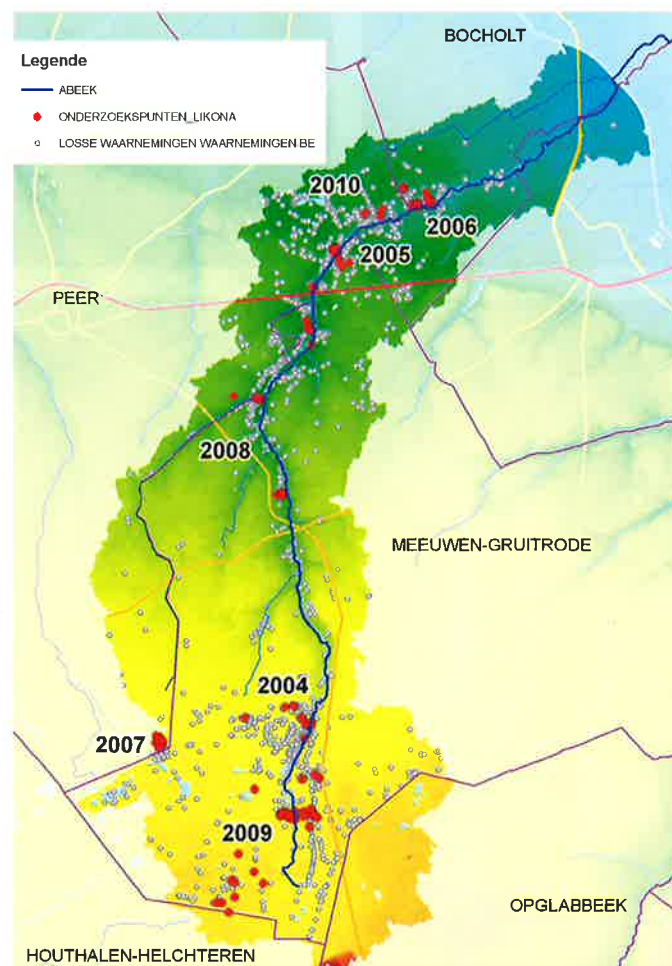 BOCHOLT
Legende
ABEEK
ONDERZOEKSPUNTEN_LIKONA
LOSSE WAARNEMINGEN WAARNEMINGEN BE
2010
2006
2005
PEER
2008
MEEUWEN-GRUITRODE
2004
2007
2009
OPGLABBEEK
HOUTHALEN-HELCHTEREN